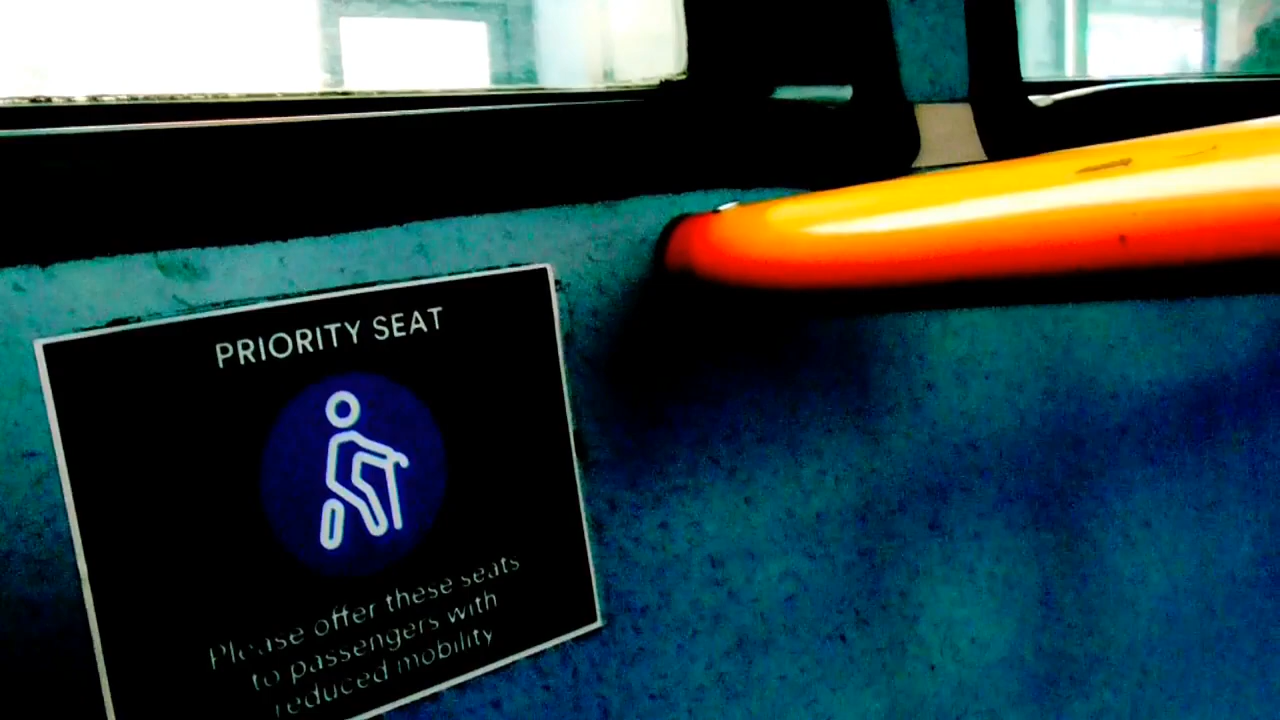 PRIORITY SEAT
Please offer these seats
to passengers with
reduced mobility